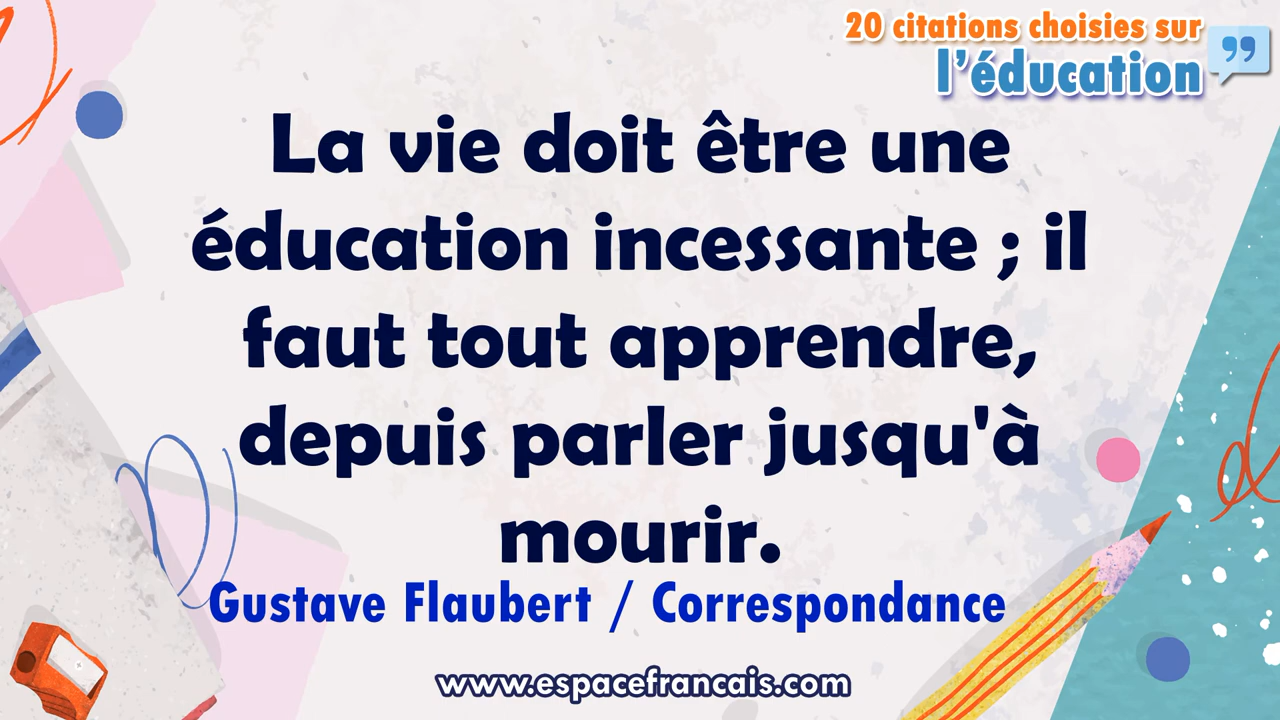 20 citations choisies sur
l'éducation
La vie doit être une
éducation incessante ; il
faut tout apprendre,
depuis parler jusqu'à
mourir.
Gustave Flaubert / Correspondance
www.espacefrancais.com